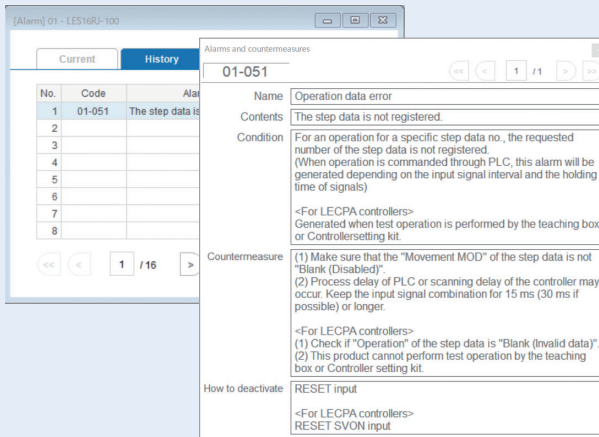 [Alarm] 01 - LES16RJ-100
Current
History
No.
Code
1
01-051
The step data is
2
3
4
5
6
7
8
<<
<
1
/ 16
>
Alarms and countermeasures
01-051
<<
<
1
/ 1
>
>>
Name
Operation data error
Contents
The step data is not registered.
Condition
For an operation for a specific step data no., the requested
number of the step data is not registered.
(When operation is commanded through PLC, this alarm will be
generated depending on the input signal interval and the holding
time of signals)
<For LECPA controllers>
Generated when test operation is performed by the teaching box
or Controllersetting kit.
Countermeasure
(1) Make sure that the "Movement MOD" of the step data is not
"Blank (Disabled)".
(2) Process delay of PLC or scanning delay of the controller may
occur. Keep the input signal combination for 15 ms (30 ms if
possible) or longer.
<For LECPA controllers>
(1) Check if "Operation" of the step data is "Blank (Invalid data)".
(2) This product cannot perform test operation by the teaching
box or Controller setting kit.
How to deactivate
RESET input
<For LECPA controllers>
RESET SVON input